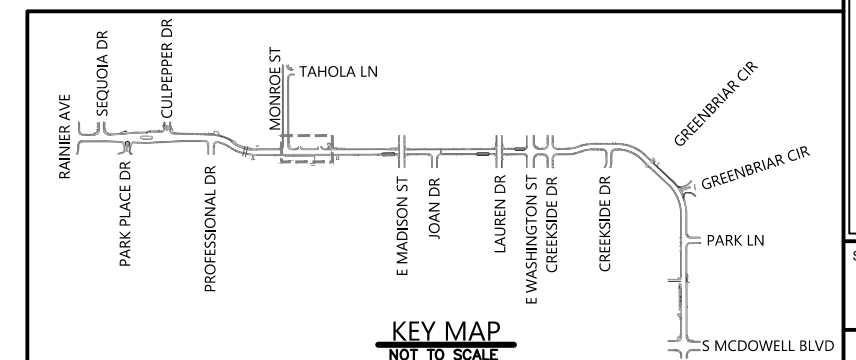 RAINIER AVE
SEQUOIA DR
PARK PLACE DR
CULPEPPER DR
PROFESSIONAL DR
MONROE ST
TAHOLA LN
E MADISON ST
JOAN DR
LAUREN DR
E WASHINGTON ST
CREEKSIDE DR
CREEKSIDE DR
GREENBRIAR CIR
GREENBRIAR CIR
PARK LN
S MCDOWELL BLVD
KEY MAP
NOT TO SCALE